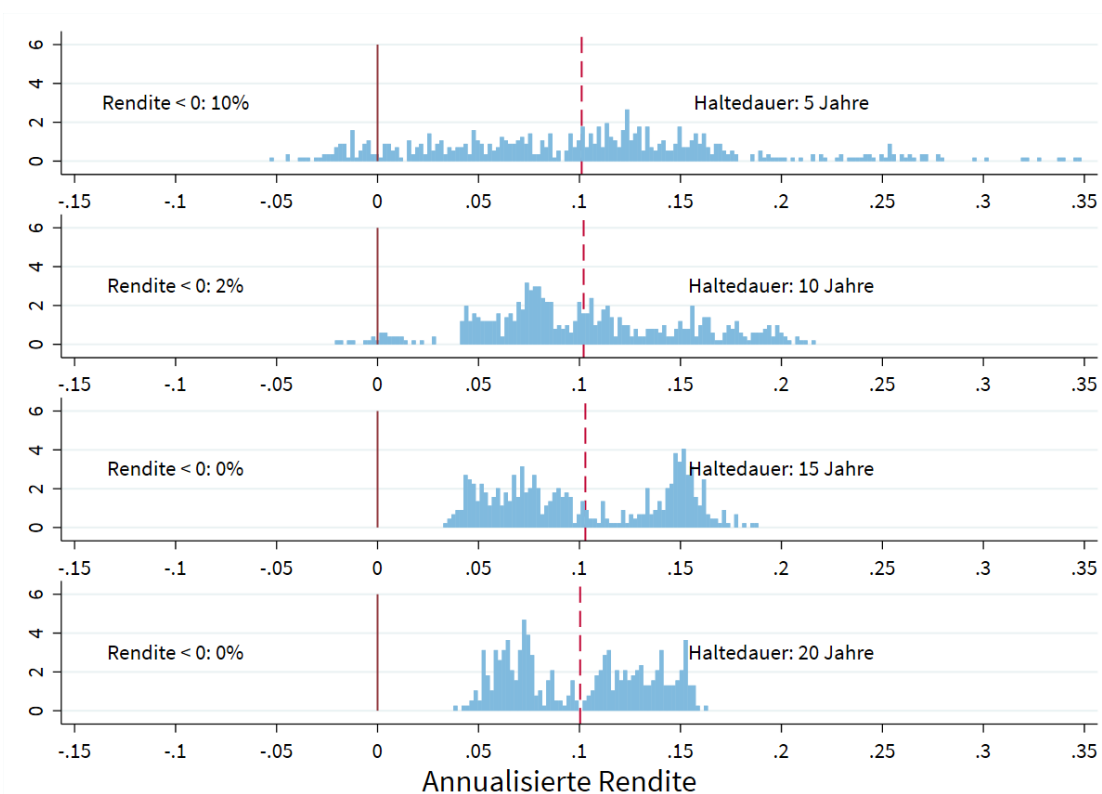 6
4
2
0
Rendite < 0: 10%
Haltedauer: 5 Jahre
-.15 -.1 -.05 0 .05 .1 .15 .2 .25 .3 .35
6
4
2
0
Rendite < 0: 2%
Haltedauer: 10 Jahre
-.15 -.1 -.05 0 .05 .1 .15 .2 .25 .3 .35
6
4
2
0
Rendite < 0: 0%
Haltedauer: 15 Jahre
-.15 -.1 -.05 0 .05 .1 .15 .2 .25 .3 .35
6
4
2
0
Rendite < 0: 0%
Haltedauer: 20 Jahre
-.15 -.1 -.05 0 .05 .1 .15 .2 .25 .3 .35
Annualisierte Rendite